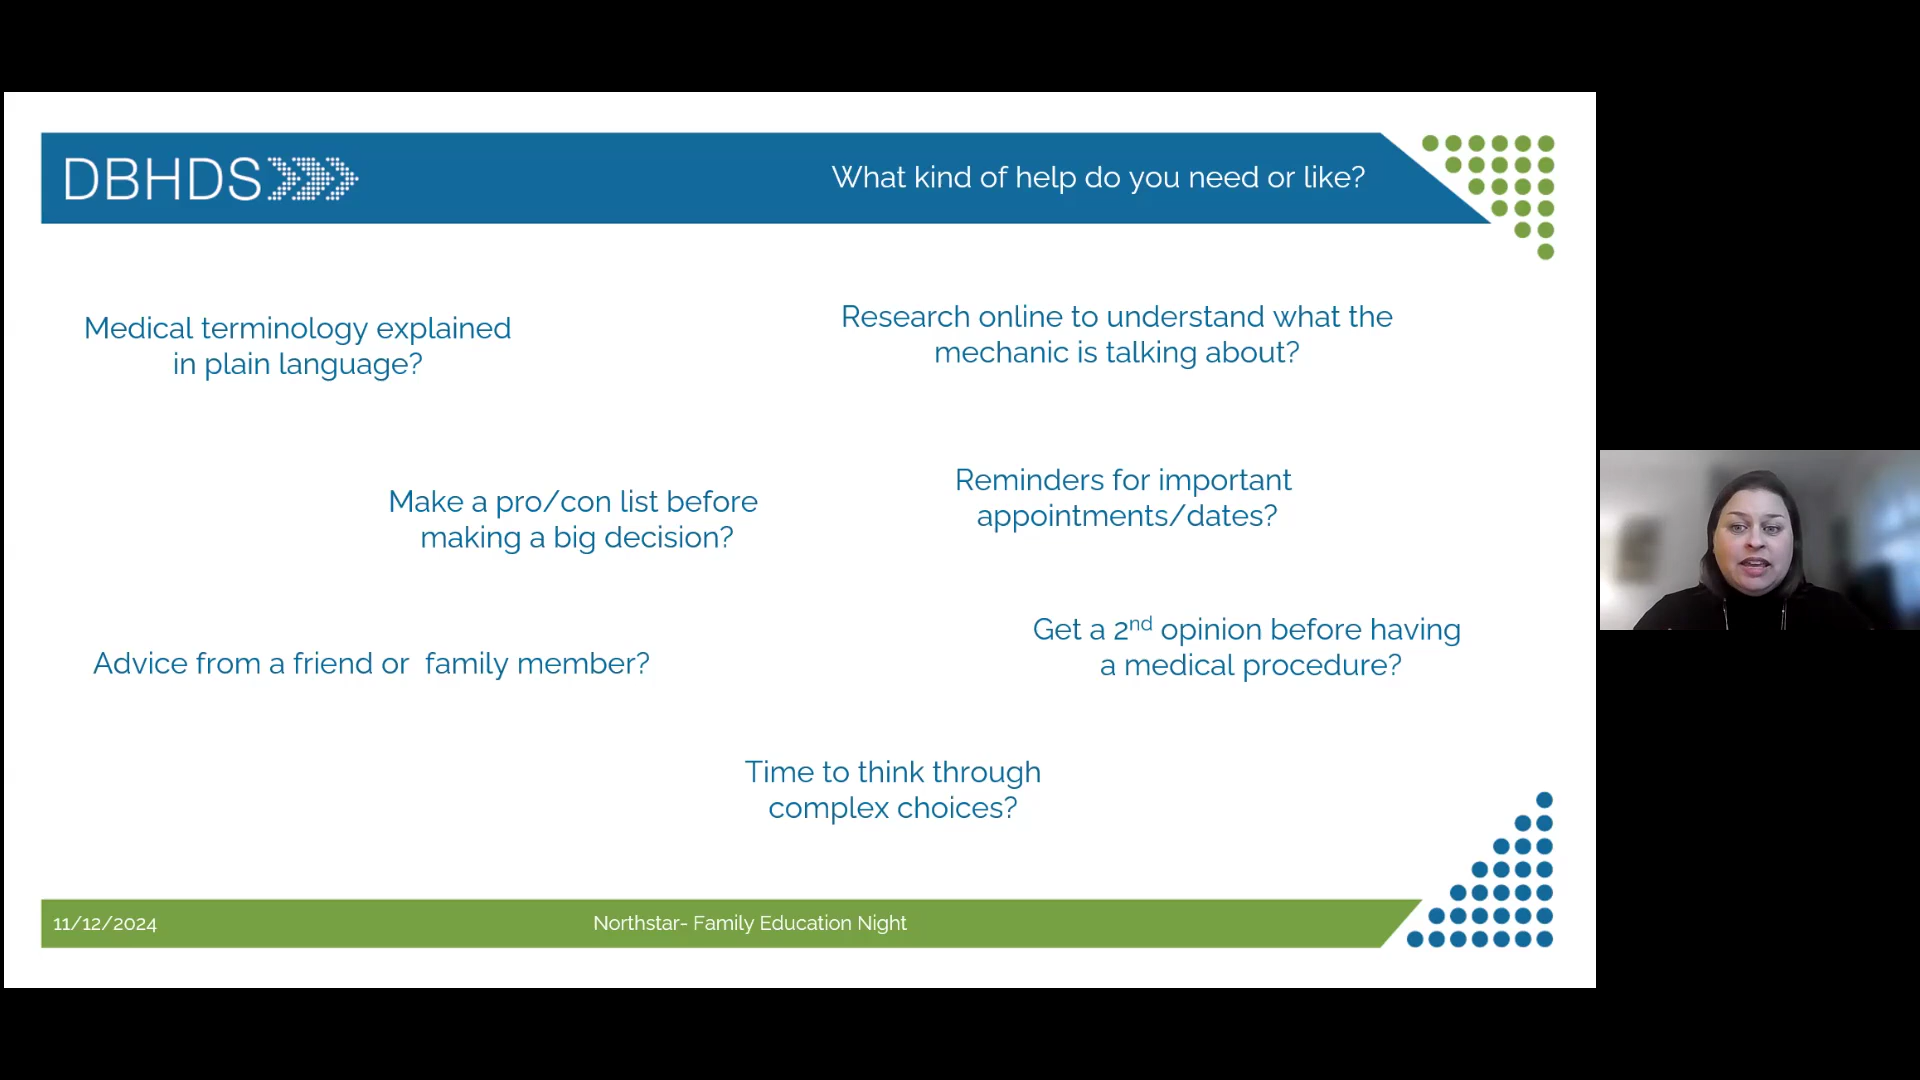 DBHDS
What kind of help do you need or like?
Medical terminology explained
in plain language?
Research online to understand what the
mechanic is talking about?
Make a pro/con list before
making a big decision?
Reminders for important
appointments/dates?
Advice from a friend or  family member?
Get a 2nd opinion before having
a medical procedure?
Time to think through
complex choices?
11/12/2024
Northstar- Family Education Night